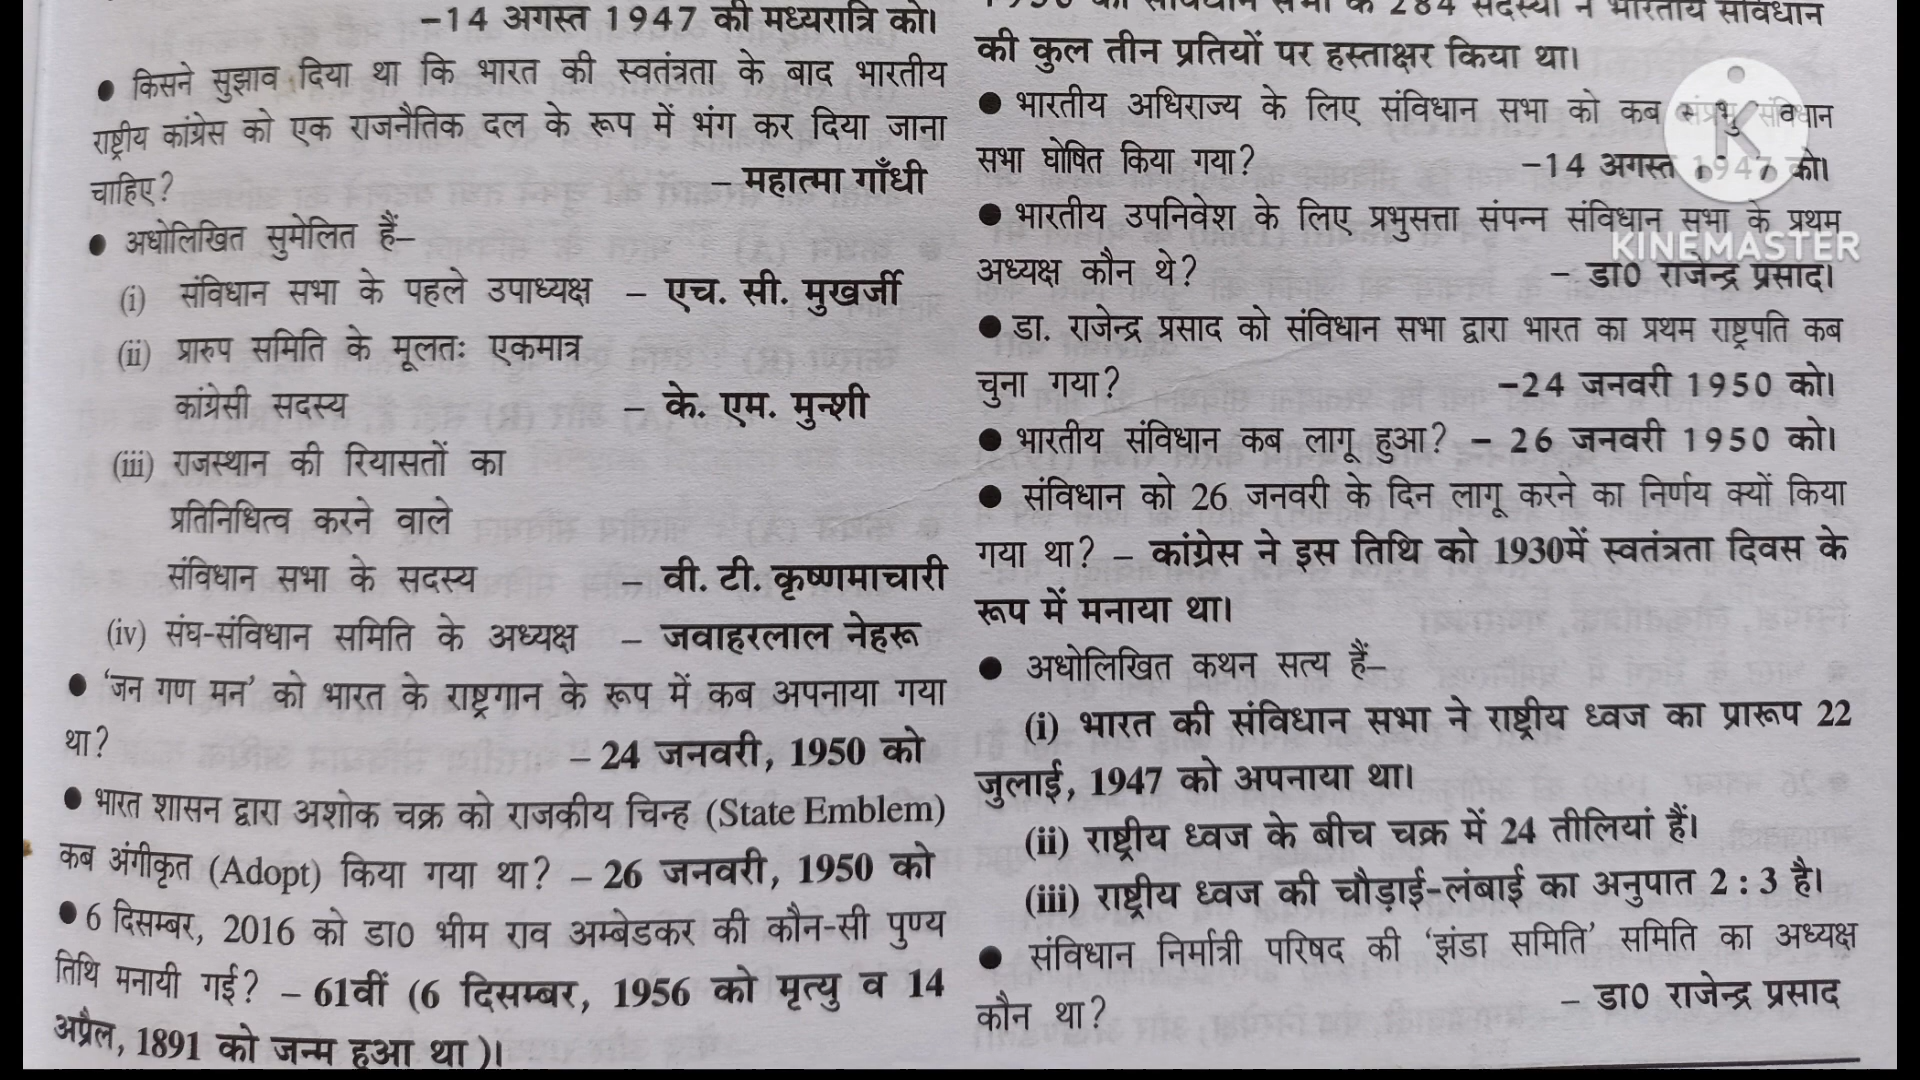 –14 अगस्त 1947 की मध्यरात्रि को।
● किसने सुझाव दिया था कि भारत की स्वतंत्रता के बाद भारतीय
राष्ट्रीय कांग्रेस को एक राजनैतिक दल के रूप में भंग कर दिया जाना
चाहिए? – महात्मा गाँधी
● अधोलिखित सुमेलित हैं–
(i) संविधान सभा के पहले उपाध्यक्ष – एच. सी. मुखर्जी
(ii) प्रारुप समिति के मूलतः एकमात्र
कांग्रेसी सदस्य – के. एम. मुन्शी
(iii) राजस्थान की रियासतों का
प्रतिनिधित्व करने वाले
संविधान सभा के सदस्य – वी. टी. कृष्णमाचारी
(iv) संघ-संविधान समिति के अध्यक्ष – जवाहरलाल नेहरू
● ‘जन गण मन’ को भारत के राष्ट्रगान के रूप में कब अपनाया गया
था? – 24 जनवरी, 1950 को
● भारत शासन द्वारा अशोक चक्र को राजकीय चिन्ह (State Emblem)
कब अंगीकृत (Adopt) किया गया था? – 26 जनवरी, 1950 को
● 6 दिसम्बर, 2016 को डा0 भीम राव अम्बेडकर की कौन-सी पुण्य
तिथि मनायी गई? – 61वीं (6 दिसम्बर, 1956 को मृत्यु व 14
अप्रैल, 1891 को जन्म हुआ था )।
1950 को संविधान सभा के 284 सदस्यों ने भारतीय संविधान
की कुल तीन प्रतियों पर हस्ताक्षर किया था।
● भारतीय अधिराज्य के लिए संविधान सभा को कब संप्रभु संविधान
सभा घोषित किया गया? –14 अगस्त 1947 को।
● भारतीय उपनिवेश के लिए प्रभुसत्ता संपन्न संविधान सभा के प्रथम
अध्यक्ष कौन थे? – डा0 राजेन्द्र प्रसाद।
● डा. राजेन्द्र प्रसाद को संविधान सभा द्वारा भारत का प्रथम राष्ट्रपति कब
चुना गया? –24 जनवरी 1950 को।
● भारतीय संविधान कब लागू हुआ? – 26 जनवरी 1950 को।
● संविधान को 26 जनवरी के दिन लागू करने का निर्णय क्यों किया
गया था? – कांग्रेस ने इस तिथि को 1930में स्वतंत्रता दिवस के
रूप में मनाया था।
● अधोलिखित कथन सत्य हैं–
(i) भारत की संविधान सभा ने राष्ट्रीय ध्वज का प्रारूप 22
जुलाई, 1947 को अपनाया था।
(ii) राष्ट्रीय ध्वज के बीच चक्र में 24 तीलियां हैं।
(iii) राष्ट्रीय ध्वज की चौड़ाई-लंबाई का अनुपात 2 : 3 है।
● संविधान निर्मात्री परिषद की ‘झंडा समिति’ समिति का अध्यक्ष
कौन था? – डा0 राजेन्द्र प्रसाद
K
KINEMASTER